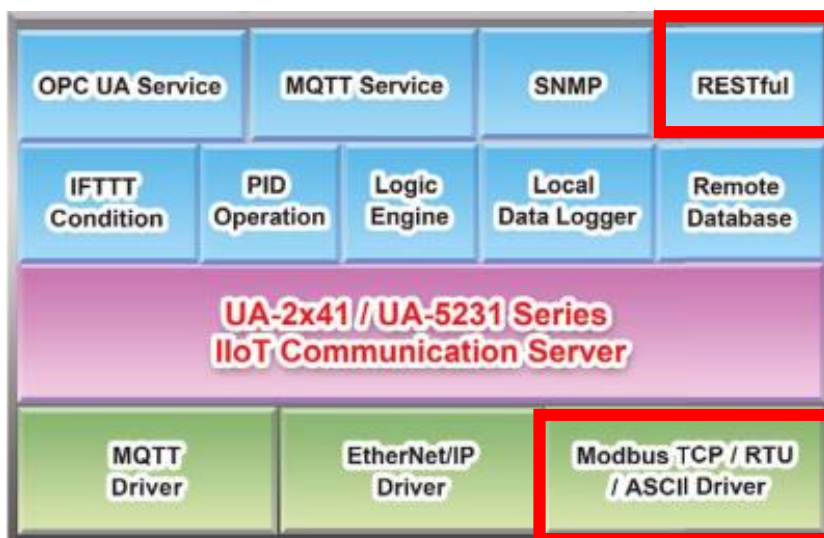 OPC UA Service
MQTT Service
SNMP
RESTful
IFTTT
Condition
PID
Operation
Logic
Engine
Local
Data Logger
Remote
Database
UA-2x41 / UA-5231 Series
IIoT Communication Server
MQTT
Driver
EtherNet/IP
Driver
Modbus TCP / RTU
/ ASCII Driver